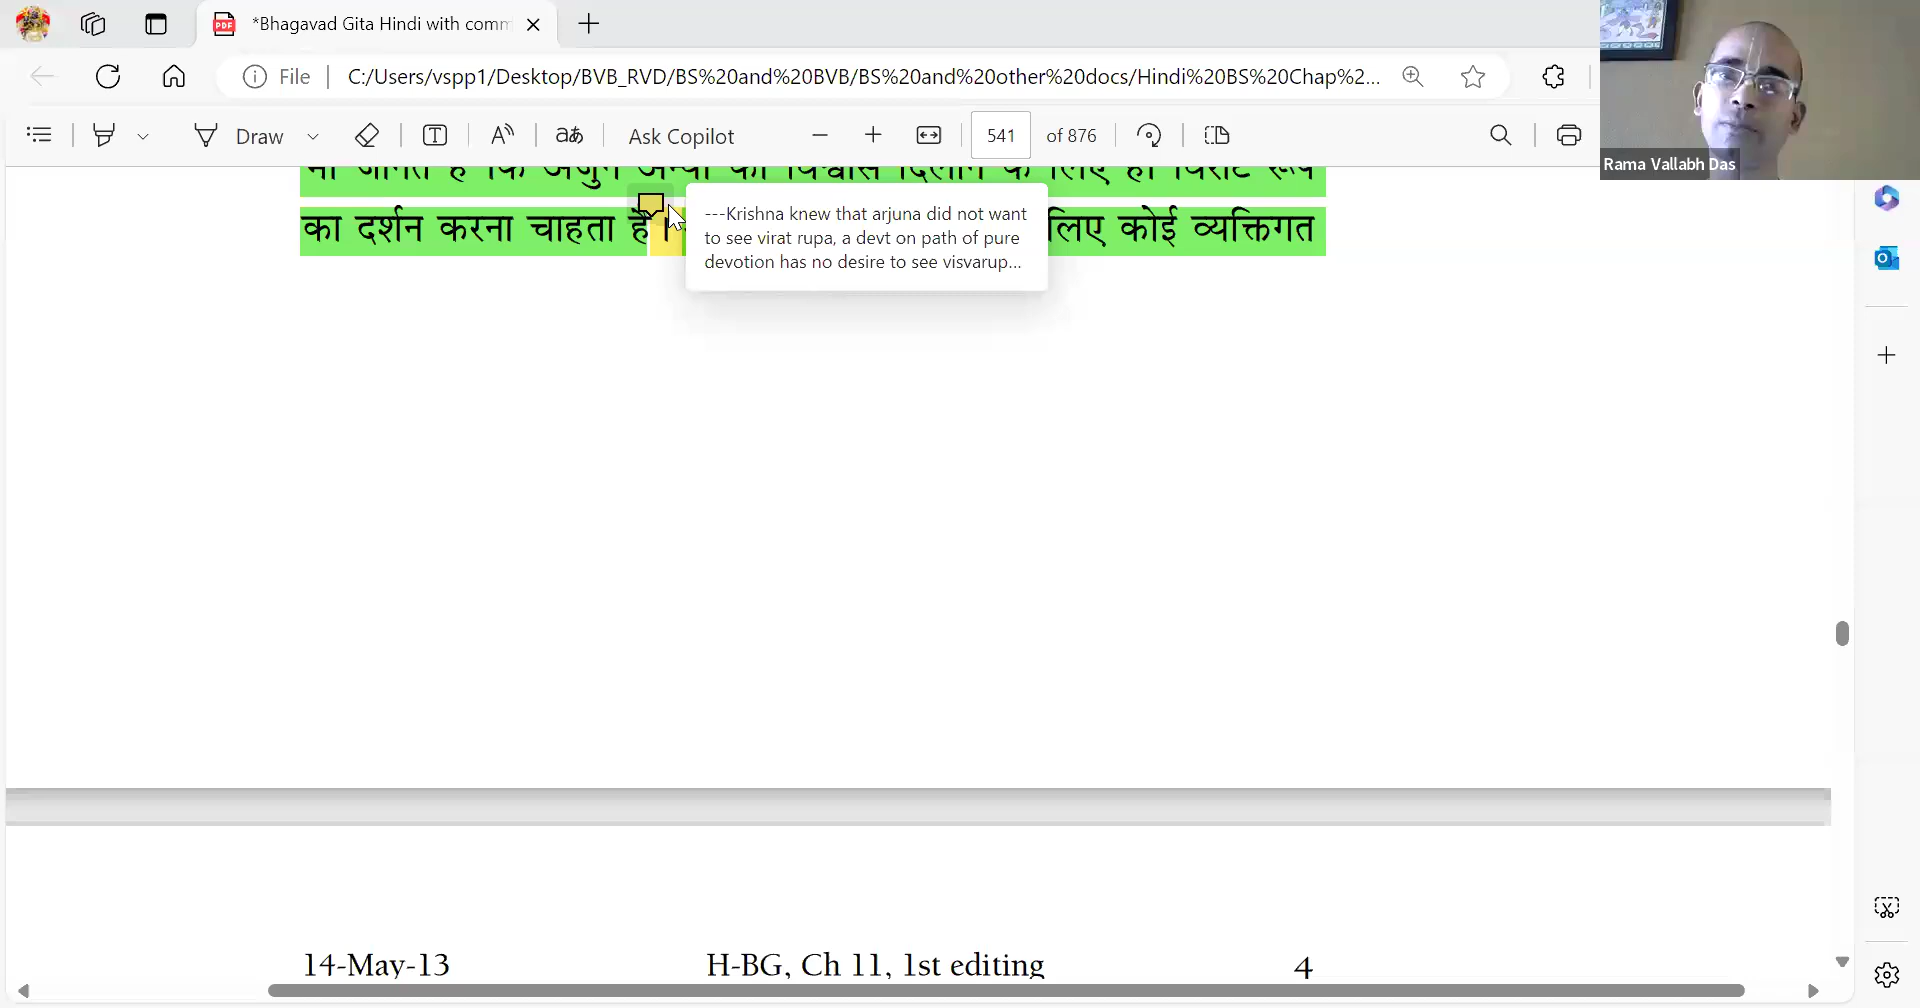 *Bhagavad Gita Hindi with comm
File
C:/Users/vspp1/Desktop/BVB_RVD/BS%20and%20BVB/BS%20and%20other%20docs/Hindi%20BS%20Chap%2...
Draw
Ask Copilot
541 of 876
Rama Vallabh Das
भी जानते हैं कि अर्जुन अन्यों को विश्वास दिलाने के लिए ही विराट रूप
का दर्शन करना चाहता है।
लिए कोई व्यक्तिगत
---Krishna knew that arjuna did not want
to see virat rupa, a devt on path of pure
devotion has no desire to see visvarup...
14-May-13 H-BG, Ch 11, 1st editing 4